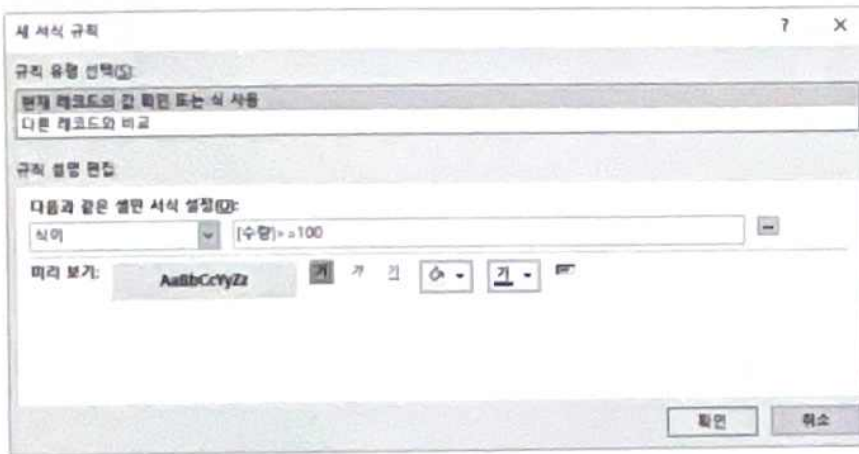 새 서식 규칙 ? ×
규칙 유형 선택(S):
현재 레코드의 값 확인 또는 식 사용
다른 레코드와 비교
규칙 설명 편집
다음과 같은 셀만 서식 설정(O):
식이 [수량]>=100
미리 보기: AaBbCcYyZz 가 가 가 가
확인 취소